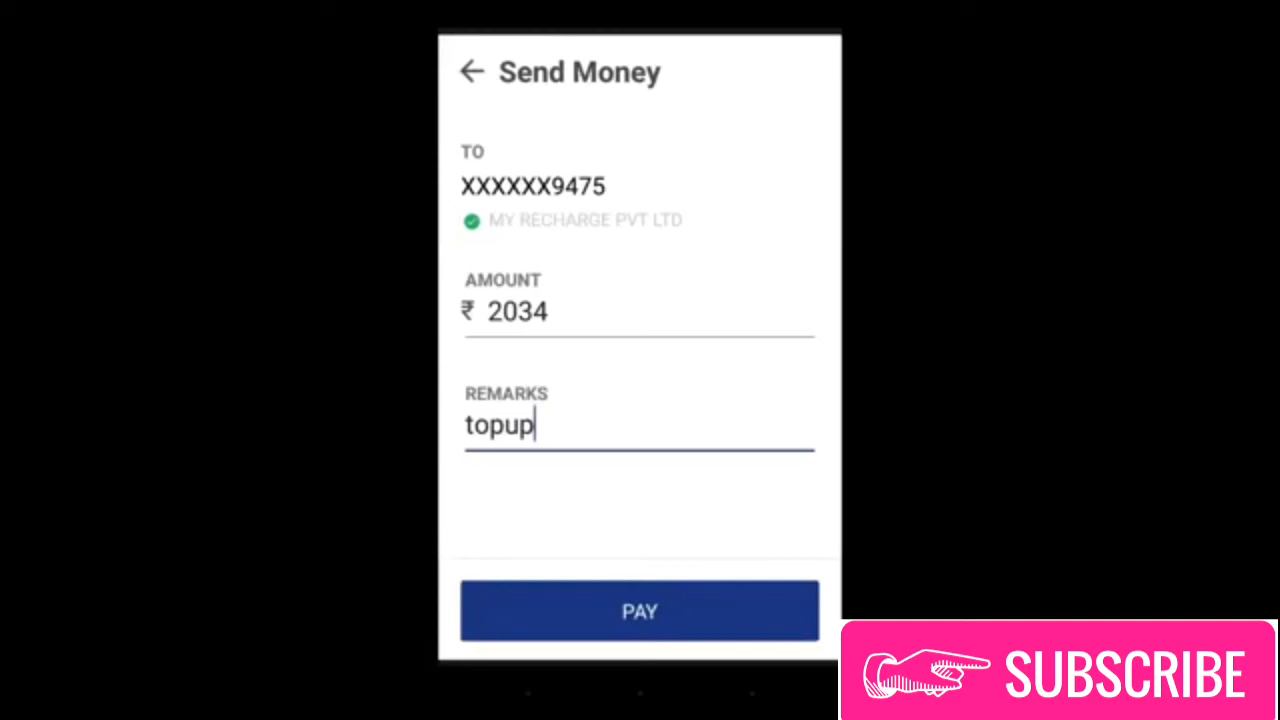 Send Money
TO
XXXXXX9475
MY RECHARGE PVT LTD
AMOUNT
₹ 2034
REMARKS
topup
PAY
SUBSCRIBE